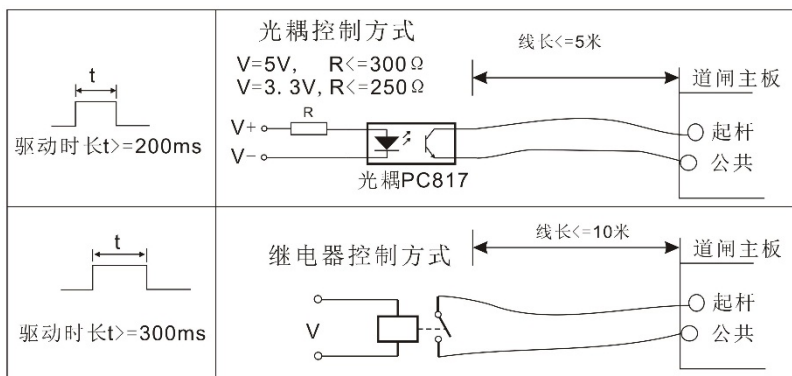 t
驱动时长t>=200ms
光耦控制方式
V=5V, R<=300Ω
V=3.3V, R<=250Ω
R
V+
V-
光耦PC817
线长<=5米
道闸主板
起杆
公共
t
驱动时长t>=300ms
继电器控制方式
V
线长<=10米
道闸主板
起杆
公共